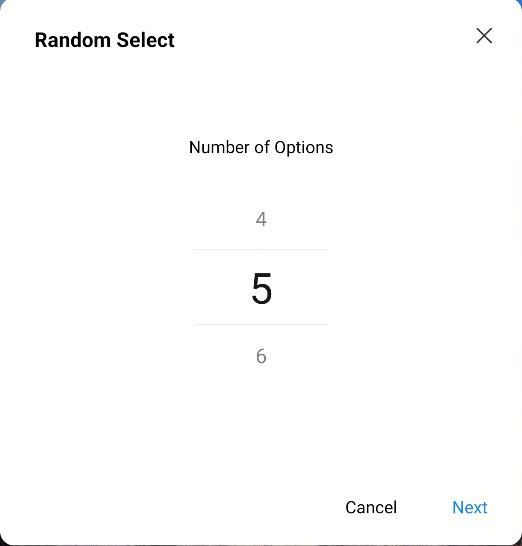 Random Select
Number of Options
4
5
6
Cancel Next